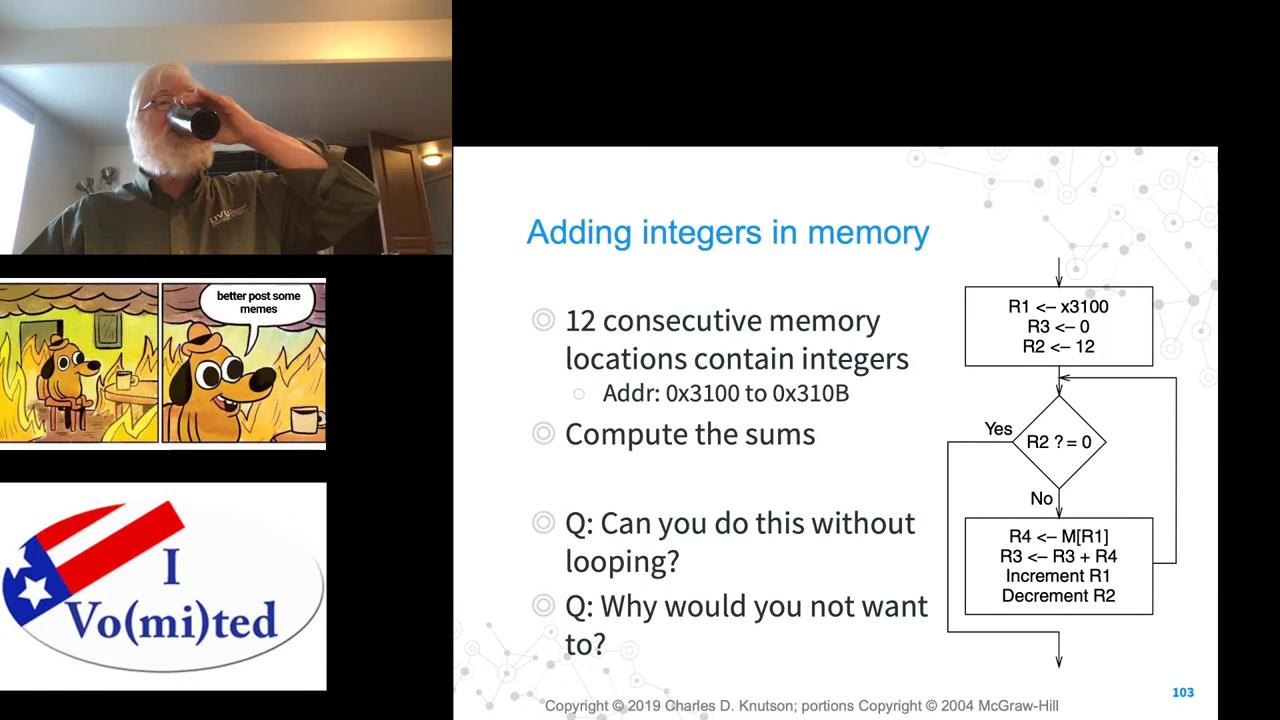 UVU
better post some
memes
I
Vo(mi)ted
Adding integers in memory
12 consecutive memory
locations contain integers
Addr: 0x3100 to 0x310B
Compute the sums
Q: Can you do this without
looping?
Q: Why would you not want
to?
R1 <– x3100
R3 <– 0
R2 <– 12
Yes
R2 ? = 0
No
R4 <– M[R1]
R3 <– R3 + R4
Increment R1
Decrement R2
Copyright © 2019 Charles D. Knutson; portions Copyright © 2004 McGraw-Hill
103